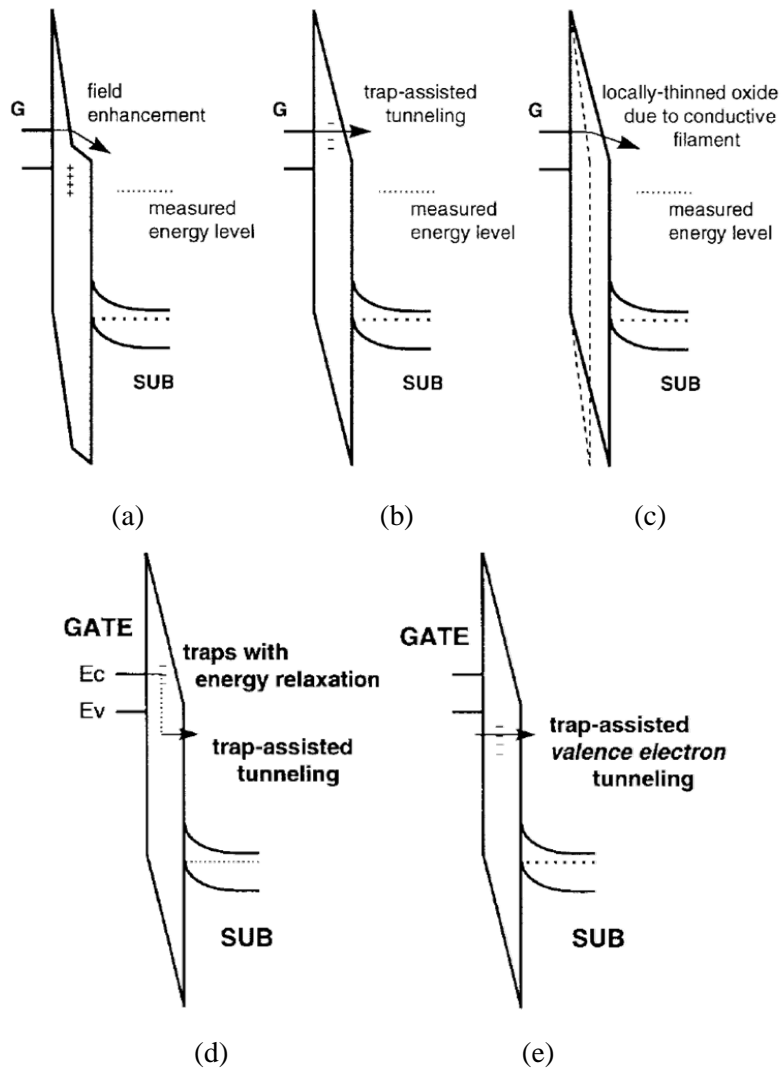 G
field
enhancement
++++
measured
energy level
SUB
G
trap-assisted
tunneling
measured
energy level
SUB
G
locally-thinned oxide
due to conductive
filament
measured
energy level
SUB
(a)
(b)
(c)
GATE
Ec
Ev
traps with
energy relaxation
trap-assisted
tunneling
SUB
GATE
trap-assisted
valence electron
tunneling
SUB
(d)
(e)